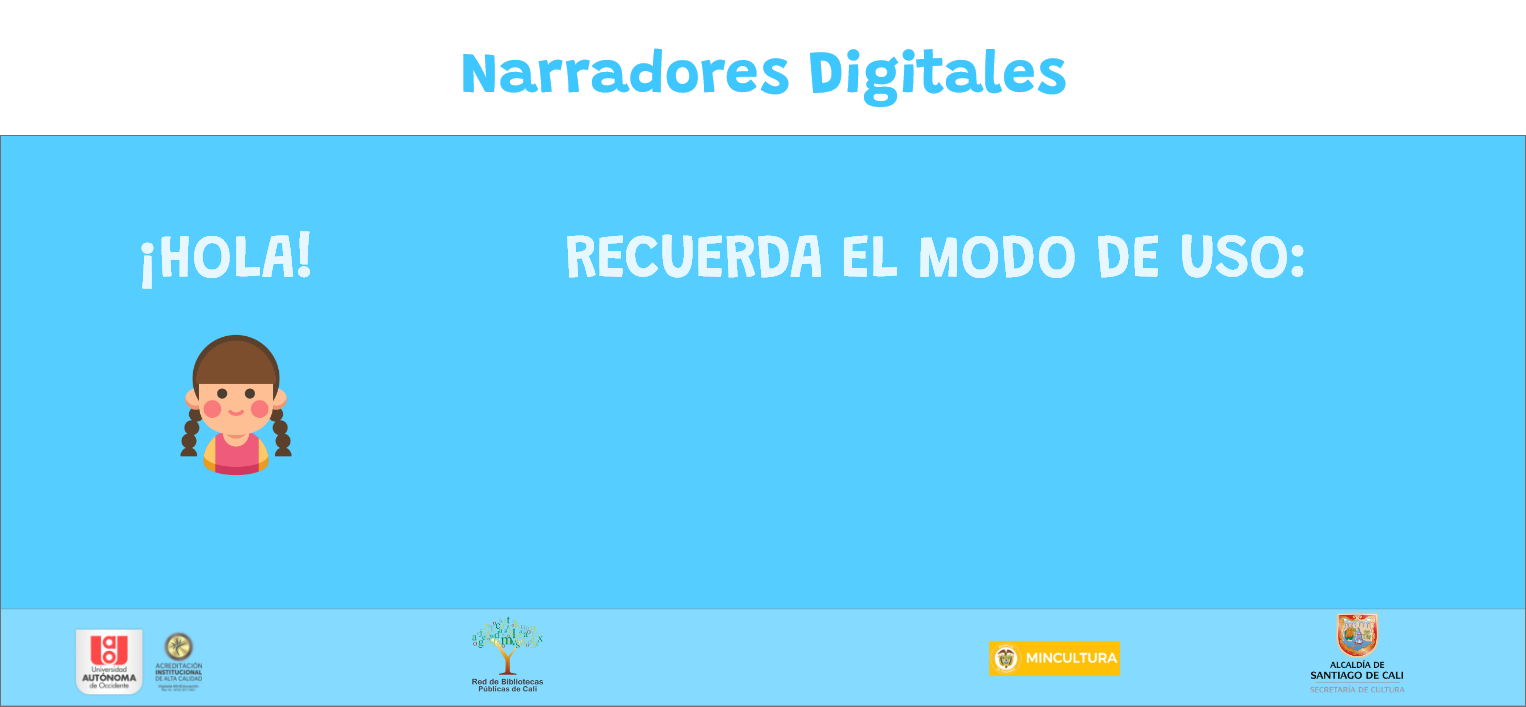 Narradores Digitales
¡HOLA!
RECUERDA EL MODO DE USO:
Universidad
AUTÓNOMA
de Occidente
ACREDITACIÓN
INSTITUCIONAL
DE ALTA CALIDAD
Red de Bibliotecas
Públicas de Cali
MINCULTURA
ALCALDÍA DE
SANTIAGO DE CALI
SECRETARÍA DE CULTURA